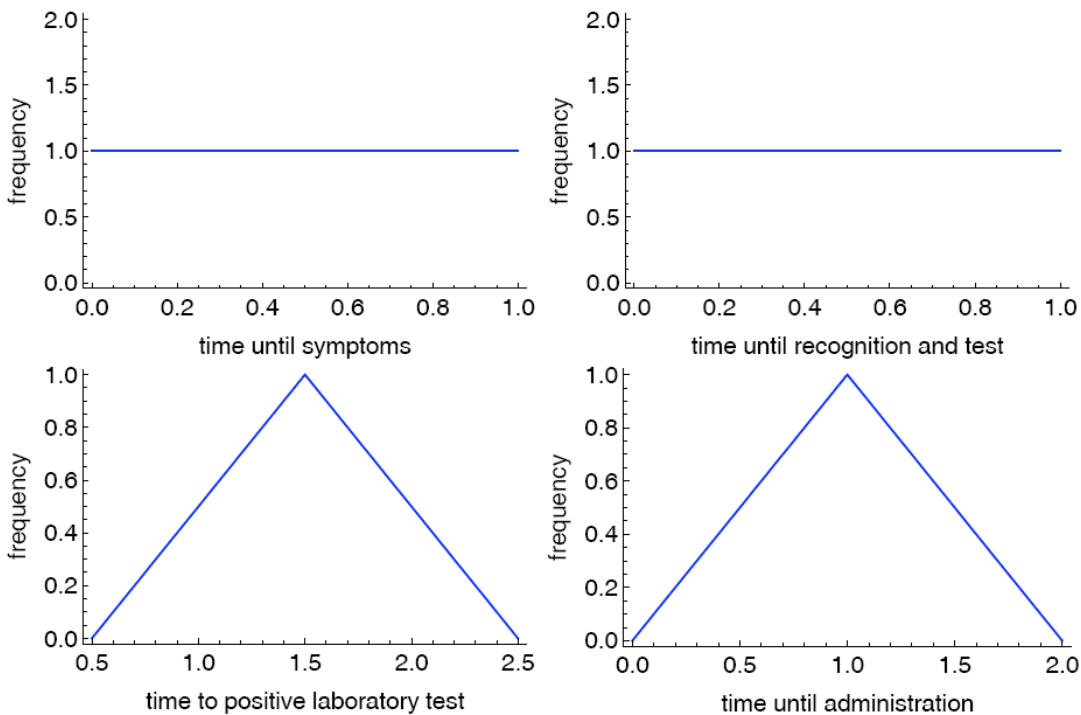 frequency
2.0
1.5
1.0
0.5
0.0
0.0 0.2 0.4 0.6 0.8 1.0
time until symptoms
frequency
2.0
1.5
1.0
0.5
0.0
0.0 0.2 0.4 0.6 0.8 1.0
time until recognition and test
frequency
1.0
0.8
0.6
0.4
0.2
0.0
0.5 1.0 1.5 2.0 2.5
time to positive laboratory test
frequency
1.0
0.8
0.6
0.4
0.2
0.0
0.0 0.5 1.0 1.5 2.0
time until administration